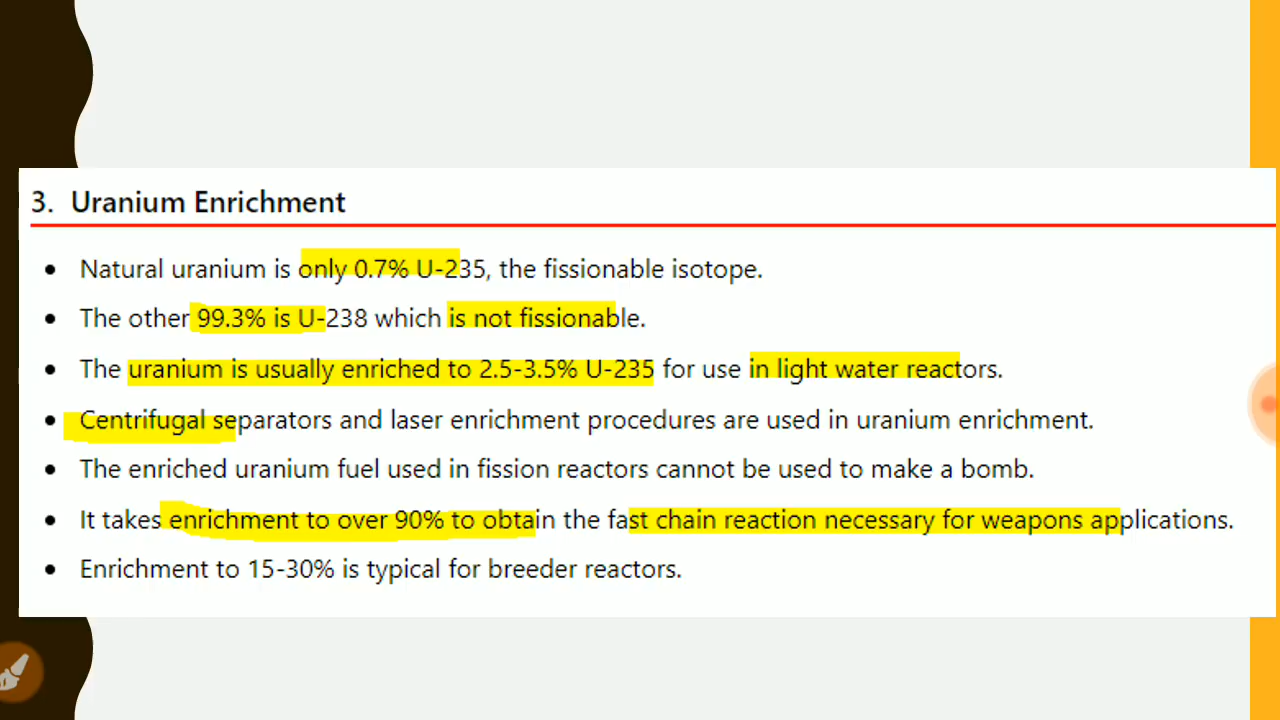 3. Uranium Enrichment
• Natural uranium is only 0.7% U-235, the fissionable isotope.
• The other 99.3% is U-238 which is not fissionable.
• The uranium is usually enriched to 2.5-3.5% U-235 for use in light water reactors.
• Centrifugal separators and laser enrichment procedures are used in uranium enrichment.
• The enriched uranium fuel used in fission reactors cannot be used to make a bomb.
• It takes enrichment to over 90% to obtain the fast chain reaction necessary for weapons applications.
• Enrichment to 15-30% is typical for breeder reactors.